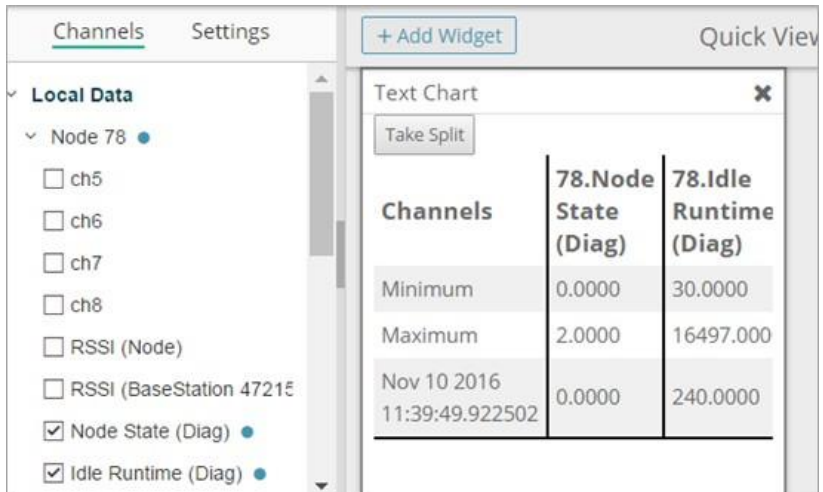 Channels Settings
Local Data
Node 78
ch5
ch6
ch7
ch8
RSSI (Node)
RSSI (BaseStation 47215
Node State (Diag)
Idle Runtime (Diag)
+ Add Widget
Quick View
Text Chart
Take Split
Channels 78.Node State (Diag) 78.Idle Runtime (Diag)
Minimum 0.0000 30.0000
Maximum 2.0000 16497.000
Nov 10 2016 11:39:49.922502 0.0000 240.0000